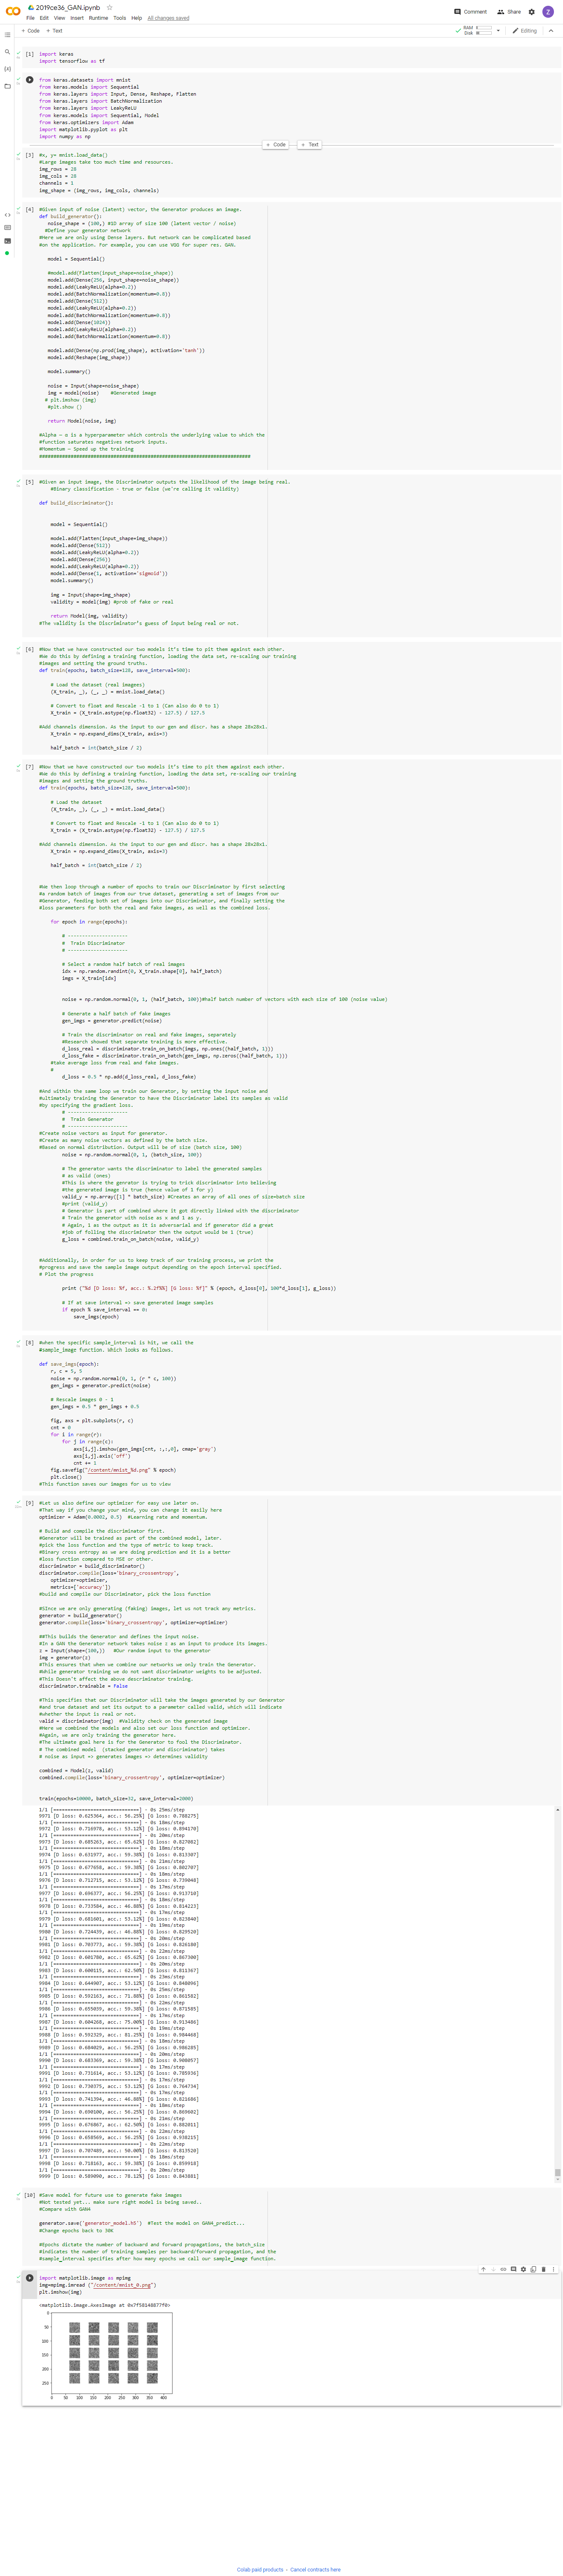 2019ce36_GAN.ipynb
File Edit View Insert Runtime Tools Help All changes saved
Comment Share Z
+ Code + Text
RAM
Disk
Editing
[1] import keras
import tensorflow as tf
from keras.datasets import mnist
from keras.models import Sequential
from keras.layers import Input, Dense, Reshape, Flatten
from keras.layers import BatchNormalization
from keras.layers import LeakyReLU
from keras.models import Sequential, Model
from keras.optimizers import Adam
import matplotlib.pyplot as plt
import numpy as np
+ Code + Text
[3] #x, y= mnist.load_data()
#Large images take too much time and resources.
img_rows = 28
img_cols = 28
channels = 1
img_shape = (img_rows, img_cols, channels)
[4] #Given input of noise (latent) vector, the Generator produces an image.
def build_generator():
noise_shape = (100,) #1D array of size 100 (latent vector / noise)
#Define your generator network
#Here we are only using Dense layers. But network can be complicated based
#on the application. For example, you can use VGG for super res. GAN.
model = Sequential()
#model.add(Flatten(input_shape=noise_shape))
model.add(Dense(256, input_shape=noise_shape))
model.add(LeakyReLU(alpha=0.2))
model.add(BatchNormalization(momentum=0.8))
model.add(Dense(512))
model.add(LeakyReLU(alpha=0.2))
model.add(BatchNormalization(momentum=0.8))
model.add(Dense(1024))
model.add(LeakyReLU(alpha=0.2))
model.add(BatchNormalization(momentum=0.8))
model.add(Dense(np.prod(img_shape), activation='tanh'))
model.add(Reshape(img_shape))
model.summary()
noise = Input(shape=noise_shape)
img = model(noise) #Generated image
# plt.imshow (img)
#plt.show ()
return Model(noise, img)
#Alpha — α is a hyperparameter which controls the underlying value to which the
#function saturates negatives network inputs.
#Momentum — Speed up the training
##########################################################################
[5] #Given an input image, the Discriminator outputs the likelihood of the image being real.
#Binary classification - true or false (we're calling it validity)
def build_discriminator():
model = Sequential()
model.add(Flatten(input_shape=img_shape))
model.add(Dense(512))
model.add(LeakyReLU(alpha=0.2))
model.add(Dense(256))
model.add(LeakyReLU(alpha=0.2))
model.add(Dense(1, activation='sigmoid'))
model.summary()
img = Input(shape=img_shape)
validity = model(img) #prob of fake or real
return Model(img, validity)
#The validity is the Discriminator's guess of input being real or not.
[6] #Now that we have constructed our two models it's time to pit them against each other.
#We do this by defining a training function, loading the data set, re-scaling our training
#images and setting the ground truths.
def train(epochs, batch_size=128, save_interval=500):
# Load the dataset (real imagees)
(X_train, _), (_, _) = mnist.load_data()
# Convert to float and Rescale -1 to 1 (Can also do 0 to 1)
X_train = (X_train.astype(np.float32) - 127.5) / 127.5
#Add channels dimension. As the input to our gen and discr. has a shape 28x28x1.
X_train = np.expand_dims(X_train, axis=3)
half_batch = int(batch_size / 2)
[7] #Now that we have constructed our two models it's time to pit them against each other.
#We do this by defining a training function, loading the data set, re-scaling our training
#images and setting the ground truths.
def train(epochs, batch_size=128, save_interval=500):
# Load the dataset
(X_train, _), (_, _) = mnist.load_data()
# Convert to float and Rescale -1 to 1 (Can also do 0 to 1)
X_train = (X_train.astype(np.float32) - 127.5) / 127.5
#Add channels dimension. As the input to our gen and discr. has a shape 28x28x1.
X_train = np.expand_dims(X_train, axis=3)
half_batch = int(batch_size / 2)
#We then loop through a number of epochs to train our Discriminator by first selecting
#a random batch of images from our true dataset, generating a set of images from our
#Generator, feeding both set of images into our Discriminator, and finally setting the
#loss parameters for both the real and fake images, as well as the combined loss.
for epoch in range(epochs):
# ---------------------
# Train Discriminator
# ---------------------
# Select a random half batch of real images
idx = np.random.randint(0, X_train.shape[0], half_batch)
imgs = X_train[idx]
noise = np.random.normal(0, 1, (half_batch, 100))#half batch number of vectors with each size of 100 (noise value)
# Generate a half batch of fake images
gen_imgs = generator.predict(noise)
# Train the discriminator on real and fake images, separately
#Research showed that separate training is more effective.
d_loss_real = discriminator.train_on_batch(imgs, np.ones((half_batch, 1)))
d_loss_fake = discriminator.train_on_batch(gen_imgs, np.zeros((half_batch, 1)))
#take average loss from real and fake images.
#
d_loss = 0.5 * np.add(d_loss_real, d_loss_fake)
#And within the same loop we train our Generator, by setting the input noise and
#ultimately training the Generator to have the Discriminator label its samples as valid
#by specifying the gradient loss.
# ---------------------
# Train Generator
# ---------------------
#Create noise vectors as input for generator.
#Create as many noise vectors as defined by the batch size.
#Based on normal distribution. Output will be of size (batch size, 100)
noise = np.random.normal(0, 1, (batch_size, 100))
# The generator wants the discriminator to label the generated samples
# as valid (ones)
#This is where the genrator is trying to trick discriminator into believing
#the generated image is true (hence value of 1 for y)
valid_y = np.array([1] * batch_size) #Creates an array of all ones of size=batch size
#print (valid_y)
# Generator is part of combined where it got directly linked with the discriminator
# Train the generator with noise as x and 1 as y.
# Again, 1 as the output as it is adversarial and if generator did a great
#job of folling the discriminator then the output would be 1 (true)
g_loss = combined.train_on_batch(noise, valid_y)
#Additionally, in order for us to keep track of our training process, we print the
#progress and save the sample image output depending on the epoch interval specified.
# Plot the progress
print ("%d [D loss: %f, acc.: %.2f%%] [G loss: %f]" % (epoch, d_loss[0], 100*d_loss[1], g_loss))
# If at save interval => save generated image samples
if epoch % save_interval == 0:
save_imgs(epoch)
[8] #when the specific sample_interval is hit, we call the
#sample_image function. Which looks as follows.
def save_imgs(epoch):
r, c = 5, 5
noise = np.random.normal(0, 1, (r * c, 100))
gen_imgs = generator.predict(noise)
# Rescale images 0 - 1
gen_imgs = 0.5 * gen_imgs + 0.5
fig, axs = plt.subplots(r, c)
cnt = 0
for i in range(r):
for j in range(c):
axs[i,j].imshow(gen_imgs[cnt, :,:,0], cmap='gray')
axs[i,j].axis('off')
cnt += 1
fig.savefig("/content/mnist_%d.png" % epoch)
plt.close()
#This function saves our images for us to view
[9] #Let us also define our optimizer for easy use later on.
#That way if you change your mind, you can change it easily here
optimizer = Adam(0.0002, 0.5) #Learning rate and momentum.
# Build and compile the discriminator first.
#Generator will be trained as part of the combined model, later.
#pick the loss function and the type of metric to keep track.
#Binary cross entropy as we are doing prediction and it is a better
#loss function compared to MSE or other.
discriminator = build_discriminator()
discriminator.compile(loss='binary_crossentropy',
optimizer=optimizer,
metrics=['accuracy'])
#build and compile our Discriminator, pick the loss function
#SInce we are only generating (faking) images, let us not track any metrics.
generator = build_generator()
generator.compile(loss='binary_crossentropy', optimizer=optimizer)
##This builds the Generator and defines the input noise.
#In a GAN the Generator network takes noise z as an input to produce its images.
z = Input(shape=(100,)) #Our random input to the generator
img = generator(z)
#This ensures that when we combine our networks we only train the Generator.
#While generator training we do not want discriminator weights to be adjusted.
#This Doesn't affect the above descriminator training.
discriminator.trainable = False
#This specifies that our Discriminator will take the images generated by our Generator
#and true dataset and set its output to a parameter called valid, which will indicate
#whether the input is real or not.
valid = discriminator(img) #Validity check on the generated image
#Here we combined the models and also set our loss function and optimizer.
#Again, we are only training the generator here.
#The ultimate goal here is for the Generator to fool the Discriminator.
# The combined model (stacked generator and discriminator) takes
# noise as input => generates images => determines validity
combined = Model(z, valid)
combined.compile(loss='binary_crossentropy', optimizer=optimizer)
train(epochs=10000, batch_size=32, save_interval=2000)
1/1 [==============================] - 0s 25ms/step
9971 [D loss: 0.625364, acc.: 56.25%] [G loss: 0.788275]
1/1 [==============================] - 0s 18ms/step
9972 [D loss: 0.716978, acc.: 53.12%] [G loss: 0.894170]
1/1 [==============================] - 0s 20ms/step
9973 [D loss: 0.605263, acc.: 65.62%] [G loss: 0.827082]
1/1 [==============================] - 0s 18ms/step
9974 [D loss: 0.631977, acc.: 59.38%] [G loss: 0.813387]
1/1 [==============================] - 0s 21ms/step
9975 [D loss: 0.677658, acc.: 59.38%] [G loss: 0.802707]
1/1 [==============================] - 0s 18ms/step
9976 [D loss: 0.712715, acc.: 53.12%] [G loss: 0.739048]
1/1 [==============================] - 0s 17ms/step
9977 [D loss: 0.696377, acc.: 56.25%] [G loss: 0.913710]
1/1 [==============================] - 0s 18ms/step
9978 [D loss: 0.733584, acc.: 46.88%] [G loss: 0.814223]
1/1 [==============================] - 0s 17ms/step
9979 [D loss: 0.681001, acc.: 53.12%] [G loss: 0.823840]
1/1 [==============================] - 0s 19ms/step
9980 [D loss: 0.724439, acc.: 46.88%] [G loss: 0.829520]
1/1 [==============================] - 0s 20ms/step
9981 [D loss: 0.703773, acc.: 59.38%] [G loss: 0.826180]
1/1 [==============================] - 0s 22ms/step
9982 [D loss: 0.601780, acc.: 65.62%] [G loss: 0.867300]
1/1 [==============================] - 0s 20ms/step
9983 [D loss: 0.600115, acc.: 62.50%] [G loss: 0.811367]
1/1 [==============================] - 0s 23ms/step
9984 [D loss: 0.644907, acc.: 53.12%] [G loss: 0.848096]
1/1 [==============================] - 0s 25ms/step
9985 [D loss: 0.592163, acc.: 71.88%] [G loss: 0.861582]
1/1 [==============================] - 0s 22ms/step
9986 [D loss: 0.655039, acc.: 59.38%] [G loss: 0.871585]
1/1 [==============================] - 0s 17ms/step
9987 [D loss: 0.604268, acc.: 75.00%] [G loss: 0.913486]
1/1 [==============================] - 0s 19ms/step
9988 [D loss: 0.592329, acc.: 81.25%] [G loss: 0.984468]
1/1 [==============================] - 0s 18ms/step
9989 [D loss: 0.684029, acc.: 56.25%] [G loss: 0.986285]
1/1 [==============================] - 0s 20ms/step
9990 [D loss: 0.683369, acc.: 59.38%] [G loss: 0.908057]
1/1 [==============================] - 0s 17ms/step
9991 [D loss: 0.731614, acc.: 53.12%] [G loss: 0.785936]
1/1 [==============================] - 0s 17ms/step
9992 [D loss: 0.730375, acc.: 53.12%] [G loss: 0.764734]
1/1 [==============================] - 0s 17ms/step
9993 [D loss: 0.741394, acc.: 46.88%] [G loss: 0.821686]
1/1 [==============================] - 0s 18ms/step
9994 [D loss: 0.690100, acc.: 56.25%] [G loss: 0.869602]
1/1 [==============================] - 0s 21ms/step
9995 [D loss: 0.676067, acc.: 62.50%] [G loss: 0.882011]
1/1 [==============================] - 0s 22ms/step
9996 [D loss: 0.658569, acc.: 56.25%] [G loss: 0.938215]
1/1 [==============================] - 0s 22ms/step
9997 [D loss: 0.707489, acc.: 50.00%] [G loss: 0.813520]
1/1 [==============================] - 0s 18ms/step
9998 [D loss: 0.718163, acc.: 59.38%] [G loss: 0.859918]
1/1 [==============================] - 0s 20ms/step
9999 [D loss: 0.589090, acc.: 78.12%] [G loss: 0.843881]
[10] #Save model for future use to generate fake images
#Not tested yet... make sure right model is being saved..
#Compare with GAN4
generator.save('generator_model.h5') #Test the model on GAN4_predict...
#Change epochs back to 30K
#Epochs dictate the number of backward and forward propagations, the batch_size
#indicates the number of training samples per backward/forward propagation, and the
#sample_interval specifies after how many epochs we call our sample_image function.
import matplotlib.image as mpimg
img=mpimg.imread ("/content/mnist_0.png")
plt.imshow(img)
<matplotlib.image.AxesImage at 0x7f58148877f0>
0
50
100
150
200
250
0 50 100 150 200 250 300 350 400
Colab paid products - Cancel contracts here